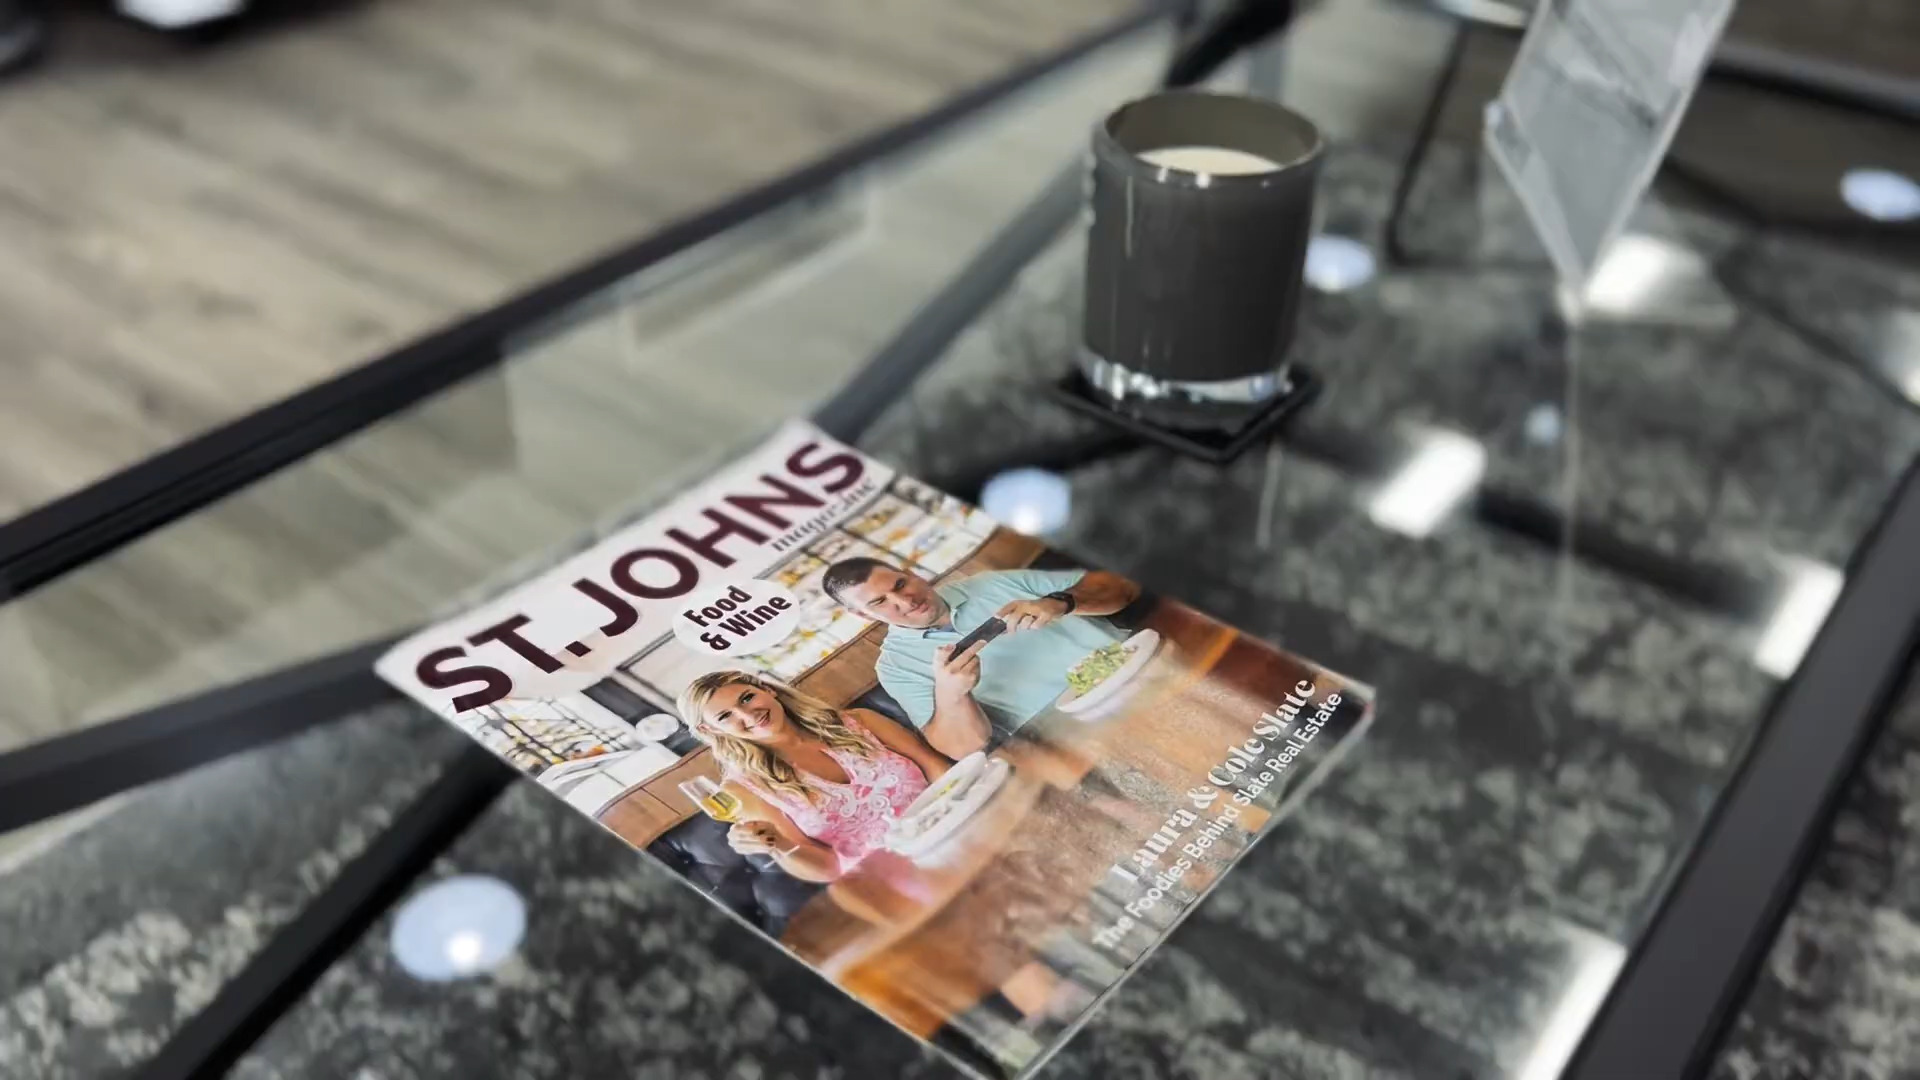 ST. JOHNS
magazine
Food
& Wine
Laura & Cole Slate
The Foodies Behind Slate Real Estate